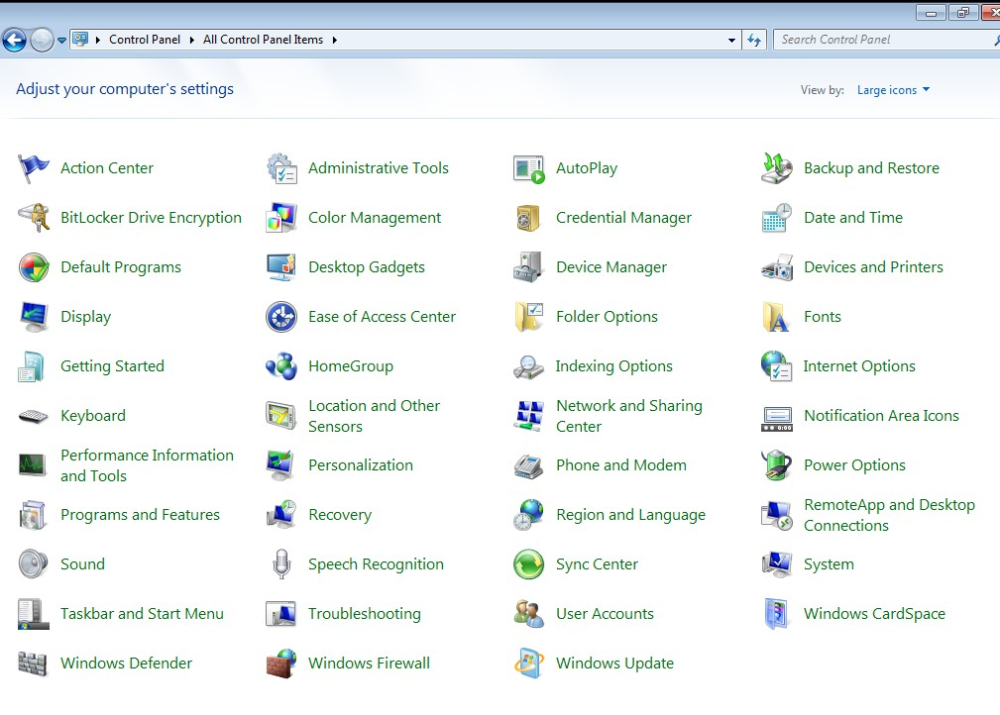 Control Panel All Control Panel Items Search Control Panel
Adjust your computer's settings View by: Large icons
Action Center Administrative Tools AutoPlay Backup and Restore
BitLocker Drive Encryption Color Management Credential Manager Date and Time
Default Programs Desktop Gadgets Device Manager Devices and Printers
Display Ease of Access Center Folder Options Fonts
Getting Started HomeGroup Indexing Options Internet Options
Keyboard
Location and Other
Sensors
Network and Sharing
Center
Notification Area Icons
Performance Information
and Tools
Personalization Phone and Modem Power Options
Programs and Features Recovery Region and Language
RemoteApp and Desktop
Connections
Sound Speech Recognition Sync Center System
Taskbar and Start Menu Troubleshooting User Accounts Windows CardSpace
Windows Defender Windows Firewall Windows Update